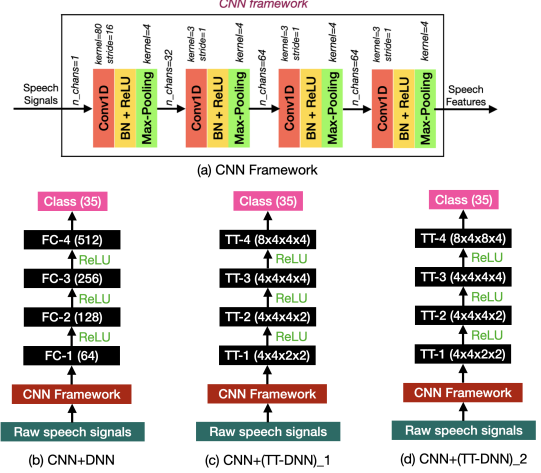 CNN framework
kernel=80
stride=16
kernel=4
kernel=3
stride=1
kernel=4
kernel=3
stride=1
kernel=4
kernel=3
stride=1
kernel=4
Speech
Signals
n_chans=1
Conv1D
BN + ReLU
Max-Pooling
n_chans=32
Conv1D
BN + ReLU
Max-Pooling
n_chans=64
Conv1D
BN + ReLU
Max-Pooling
n_chans=64
Conv1D
BN + ReLU
Max-Pooling
Speech
Features
(a) CNN Framework
Class (35)
FC-4 (512)
ReLU
FC-3 (256)
ReLU
FC-2 (128)
ReLU
FC-1 (64)
CNN Framework
Raw speech signals
(b) CNN+DNN
Class (35)
TT-4 (8x4x4x4)
ReLU
TT-3 (4x4x4x4)
ReLU
TT-2 (4x4x4x2)
ReLU
TT-1 (4x4x2x2)
CNN Framework
Raw speech signals
(c) CNN+(TT-DNN)_1
Class (35)
TT-4 (8x4x8x4)
ReLU
TT-3 (4x4x4x4)
ReLU
TT-2 (4x4x4x2)
ReLU
TT-1 (4x4x2x2)
CNN Framework
Raw speech signals
(d) CNN+(TT-DNN)_2